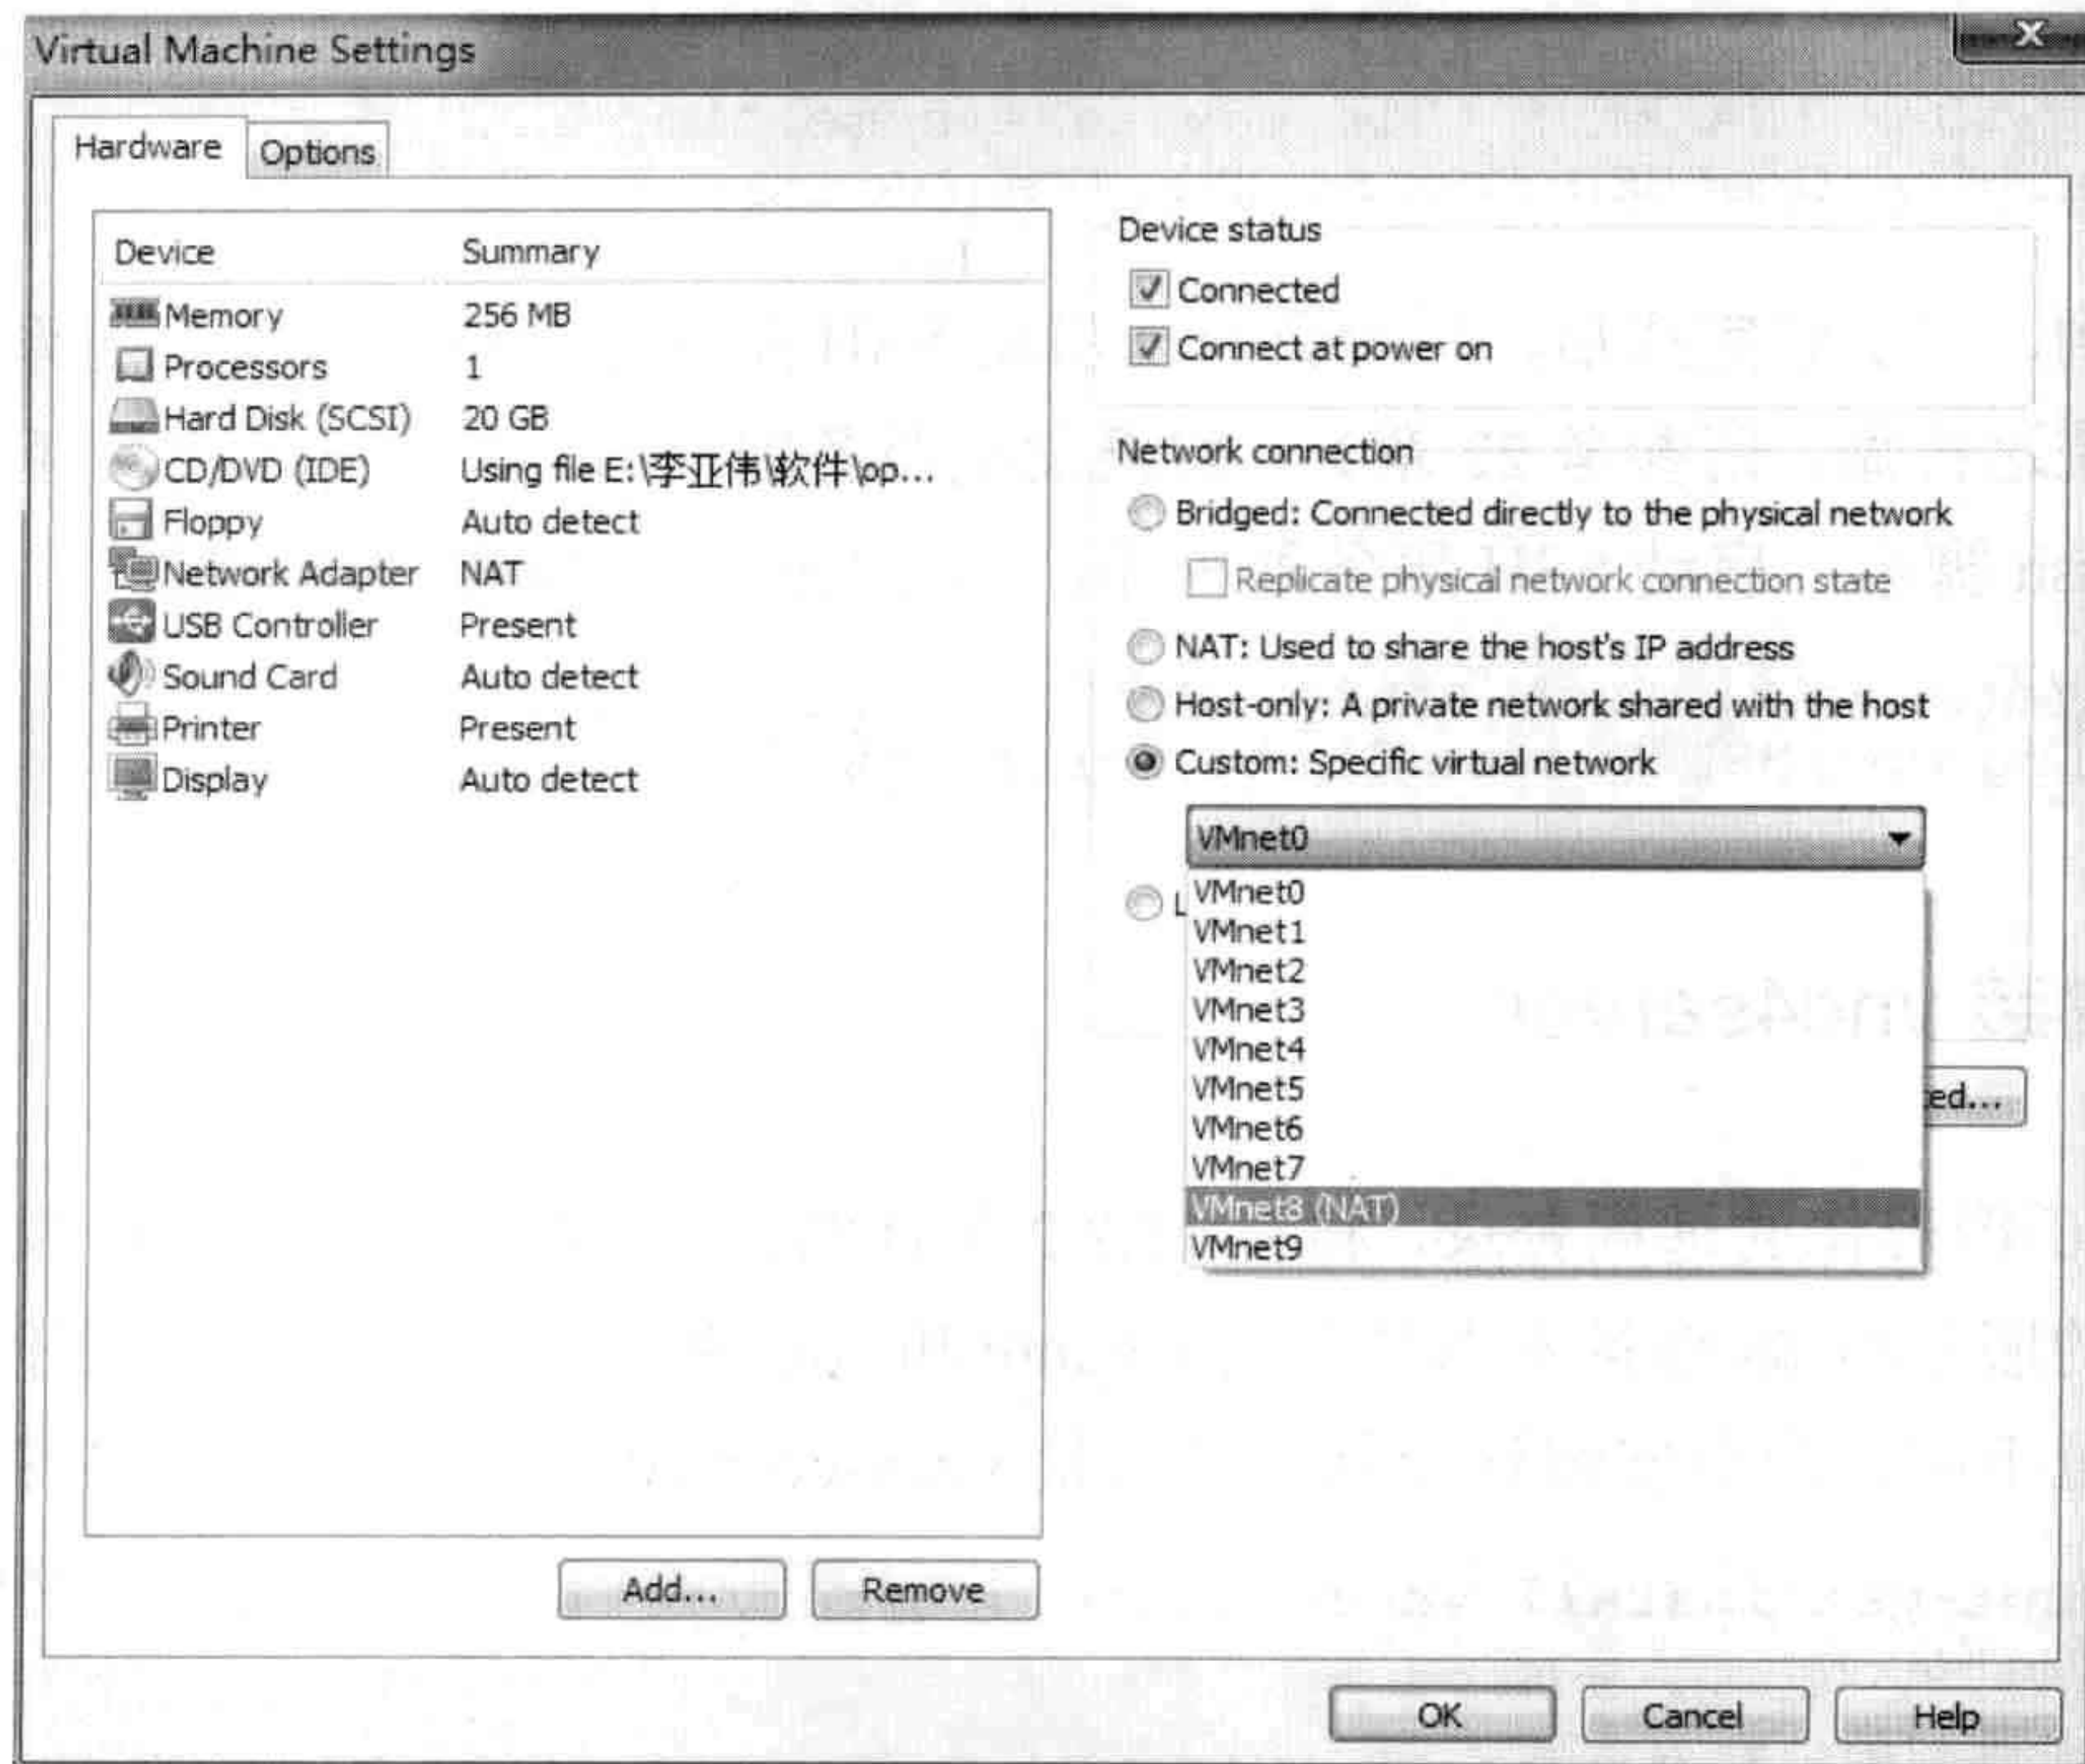 Virtual Machine Settings
Hardware
Options
Device Summary
Memory 256 MB
Processors 1
Hard Disk (SCSI) 20 GB
CD/DVD (IDE) Using file E:\李亚伟\软件\op...
Floppy Auto detect
Network Adapter NAT
USB Controller Present
Sound Card Auto detect
Printer Present
Display Auto detect
Add...
Remove
Device status
Connected
Connect at power on
Network connection
Bridged: Connected directly to the physical network
Replicate physical network connection state
NAT: Used to share the host's IP address
Host-only: A private network shared with the host
Custom: Specific virtual network
VMnet0
VMnet0
L
VMnet1
VMnet2
VMnet3
VMnet4
VMnet5
VMnet6
VMnet7
VMnet8 (NAT)
VMnet9
ed...
OK
Cancel
Help